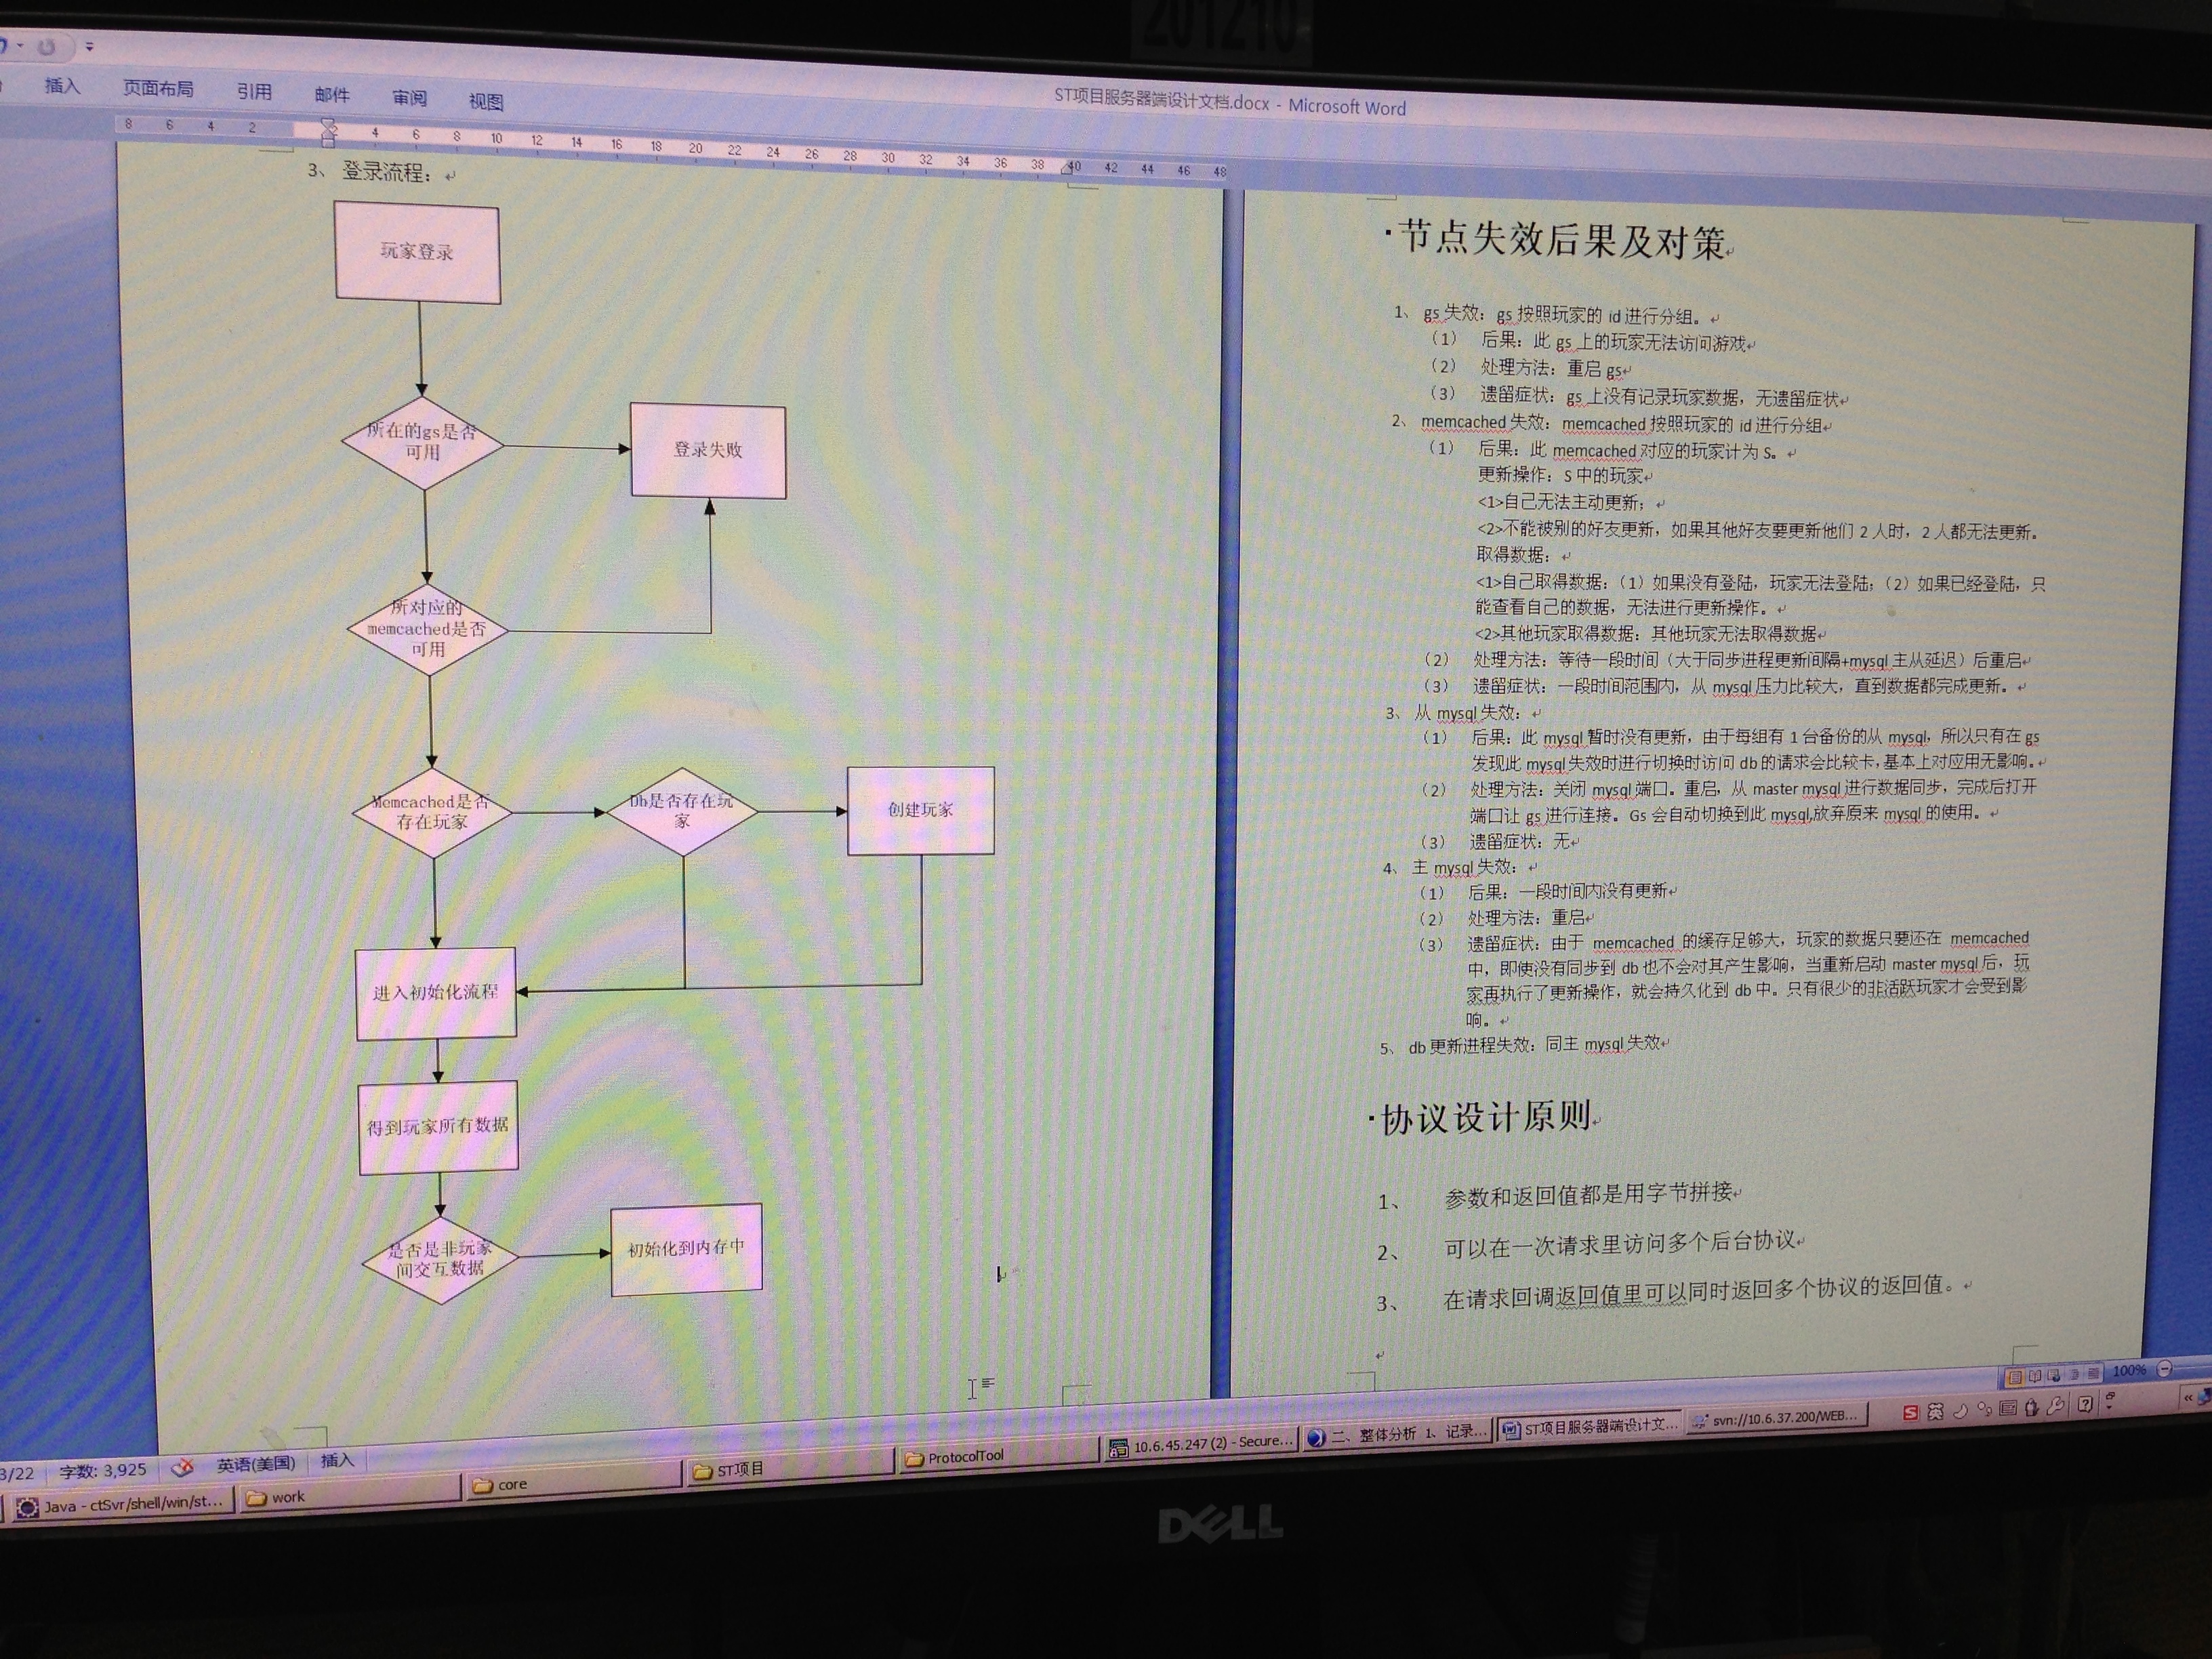 201210
插入 页面布局 引用 邮件 审阅 视图
ST项目服务器端设计文档.docx - Microsoft Word
8 6 4 2 2 4 6 8 10 12 14 16 18 20 22 24 26 28 30 32 34 36 38 40 42 44 46 48
3、 登录流程：
玩家登录
所在的gs是否
可用
登录失败
所对应的
memcached是否
可用
Memcached是否
存在玩家
Db是否存在玩
家
创建玩家
进入初始化流程
得到玩家所有数据
是否是非玩家
间交互数据
初始化到内存中
·节点失效后果及对策
1、 gs 失效：gs 按照玩家的 id 进行分组。
（1） 后果：此 gs 上的玩家无法访问游戏
（2） 处理方法：重启 gs
（3） 遗留症状：gs 上没有记录玩家数据，无遗留症状
2、 memcached 失效：memcached 按照玩家的 id 进行分组
（1） 后果：此 memcached 对应的玩家计为 S。
更新操作：S 中的玩家
<1>自己无法主动更新；
<2>不能被别的好友更新，如果其他好友要更新他们 2 人时，2 人都无法更新。
取得数据：
<1>自己取得数据：（1）如果没有登陆，玩家无法登陆；（2）如果已经登陆，只
能查看自己的数据，无法进行更新操作。
<2>其他玩家取得数据：其他玩家无法取得数据
（2） 处理方法：等待一段时间（大于同步进程更新间隔+mysql 主从延迟）后重启
（3） 遗留症状：一段时间范围内，从 mysql 压力比较大，直到数据都完成更新。
3、 从 mysql 失效：
（1） 后果：此 mysql 暂时没有更新，由于每组有 1 台备份的从 mysql，所以只有在 gs
发现此 mysql 失效时进行切换时访问 db 的请求会比较卡，基本上对应用无影响。
（2） 处理方法：关闭 mysql 端口。重启，从 master mysql 进行数据同步，完成后打开
端口让 gs 进行连接。Gs 会自动切换到此 mysql,放弃原来 mysql 的使用。
（3） 遗留症状：无
4、 主 mysql 失效：
（1） 后果：一段时间内没有更新
（2） 处理方法：重启
（3） 遗留症状：由于 memcached 的缓存足够大，玩家的数据只要还在 memcached
中，即使没有同步到 db 也不会对其产生影响，当重新启动 master mysql 后，玩
家再执行了更新操作，就会持久化到 db 中。只有很少的非活跃玩家才会受到影
响。
5、 db 更新进程失效：同主 mysql 失效
·协议设计原则
1、 参数和返回值都是用字节拼接
2、 可以在一次请求里访问多个后台协议
3、 在请求回调返回值里可以同时返回多个协议的返回值。
3/22 字数: 3,925 英语(美国) 插入 100%
Java - ctSvr/shell/win/st... work core ST项目 ProtocolTool 10.6.45.247 (2) - Secure... 二、整体分析 1、记录... ST项目服务器端设计文... svn://10.6.37.200/WEB... 英
DELL